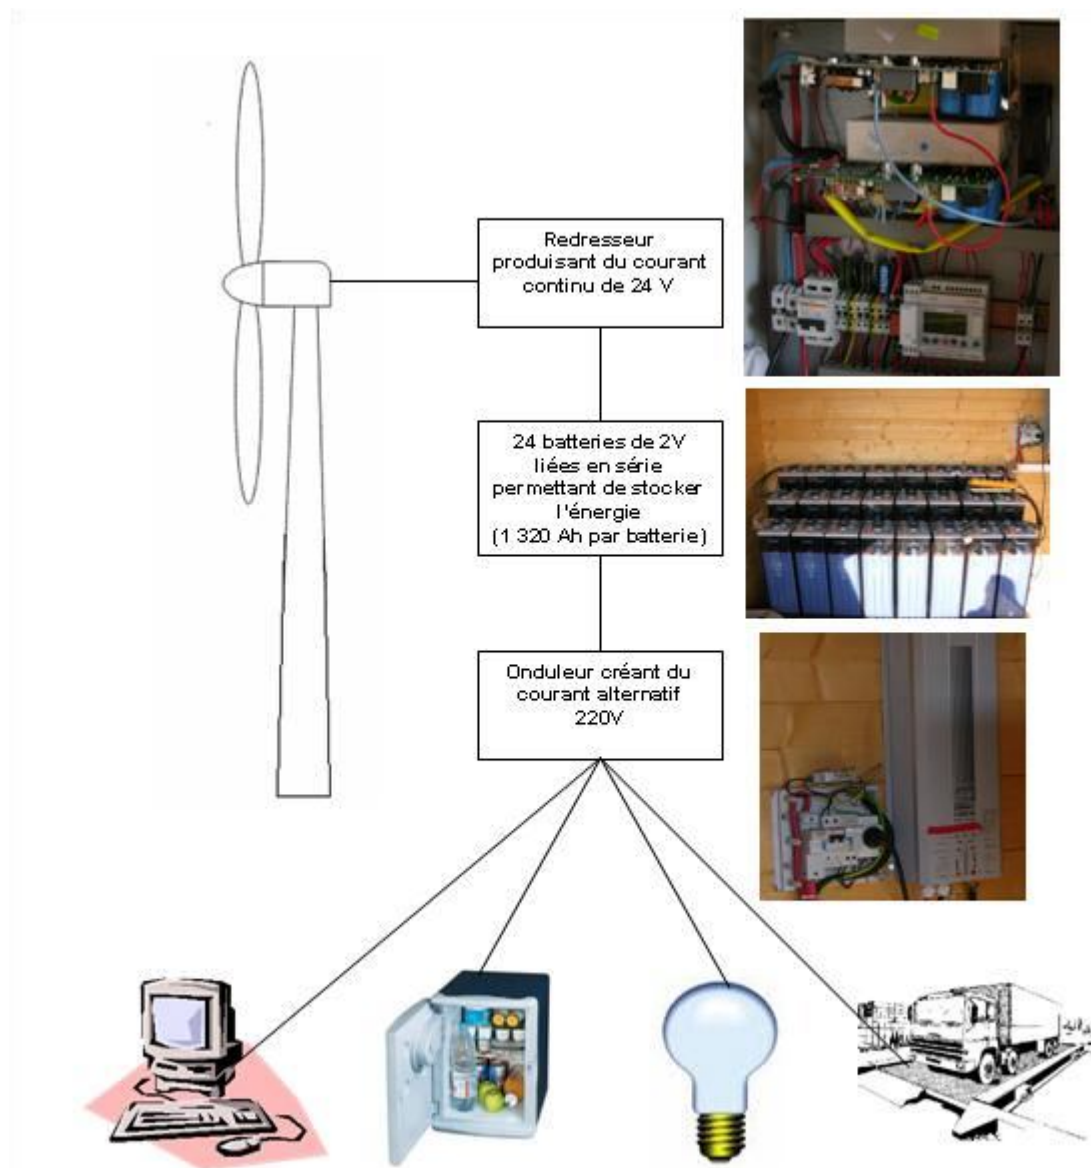 Redresseur
produisant du courant
continu de 24 V
24 batteries de 2V
liées en série
permettant de stocker
l'énergie
(1 320 Ah par batterie)
Onduleur créant du
courant alternatif
220V